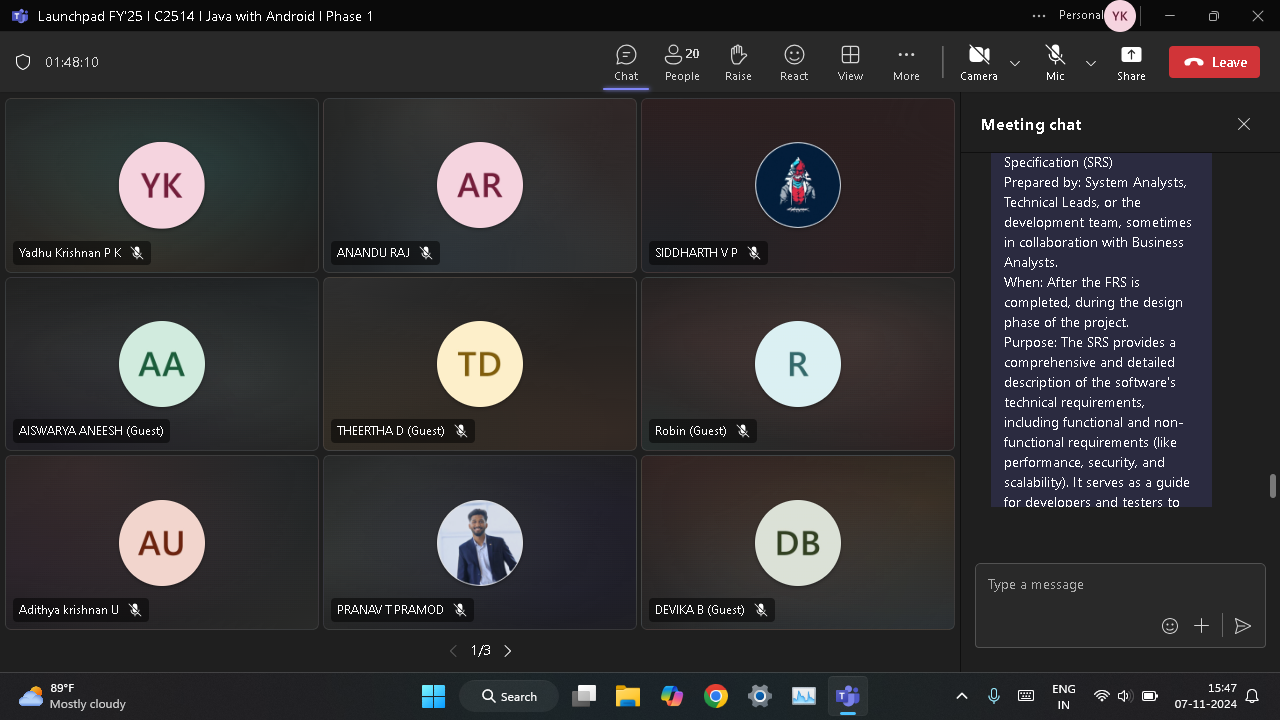 Launchpad FY'25 | C2514 | Java with Android | Phase 1
Personal
YK
01:48:10
Chat
20
People
Raise
React
View
More
Camera
Mic
Share
Leave
YK
Yadhu Krishnan P K
AR
ANANDU RAJ
SIDDHARTH V P
AA
AISWARYA ANEESH (Guest)
TD
THEERTHA D (Guest)
R
Robin (Guest)
AU
Adithya krishnan U
PRANAV T PRAMOD
DB
DEVIKA B (Guest)
1/3
Meeting chat
Specification (SRS)
Prepared by: System Analysts,
Technical Leads, or the
development team, sometimes
in collaboration with Business
Analysts.
When: After the FRS is
completed, during the design
phase of the project.
Purpose: The SRS provides a
comprehensive and detailed
description of the software's
technical requirements,
including functional and non-
functional requirements (like
performance, security, and
scalability). It serves as a guide
for developers and testers to
Type a message
89°F
Mostly cloudy
Search
ENG
IN
15:47
07-11-2024